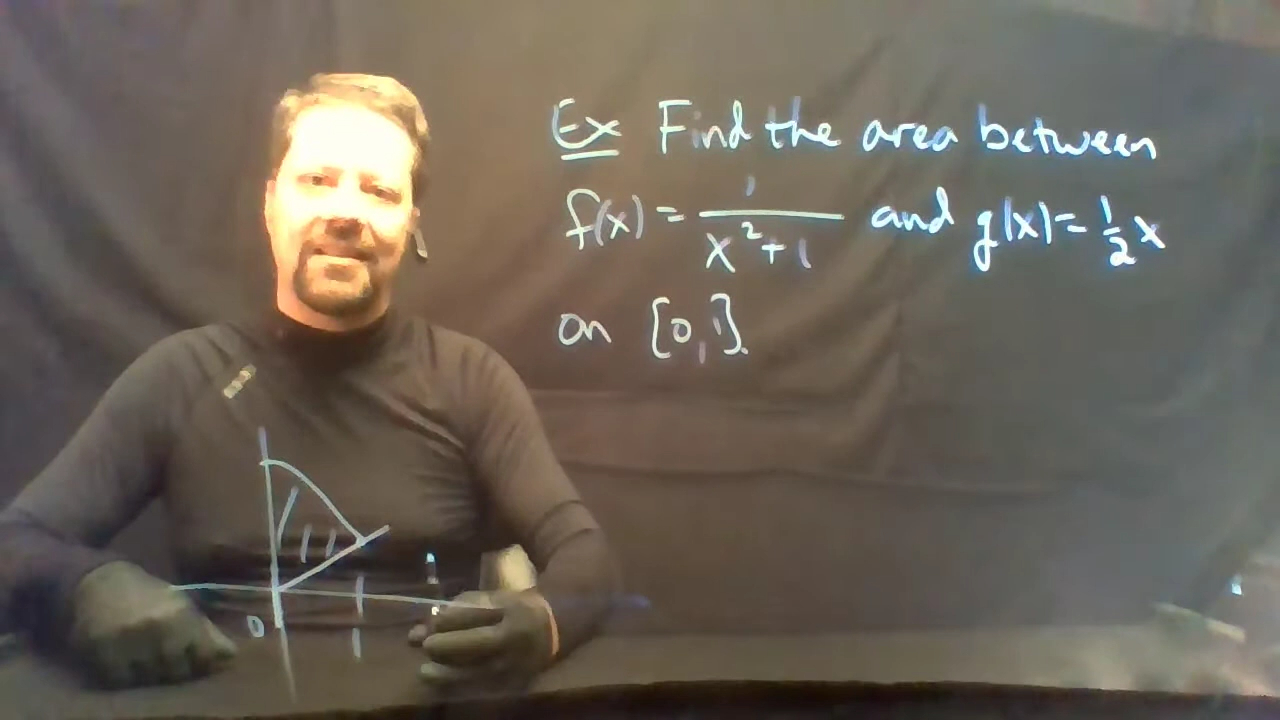 Ex Find the area between
f(x) = 1/(x²+1) and g(x) = ½x
on [0,1].
0 1